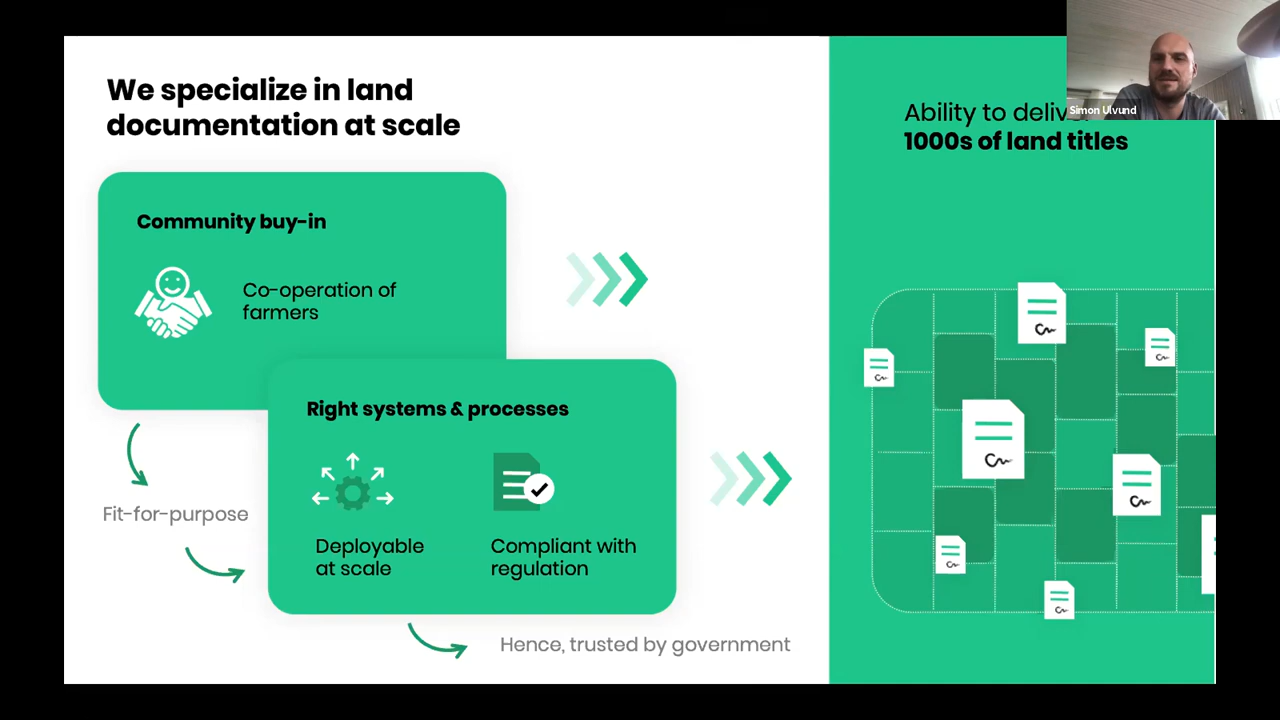 We specialize in land
documentation at scale
Community buy-in
Co-operation of
farmers
Right systems & processes
Deployable
at scale
Compliant with
regulation
Fit-for-purpose
Hence, trusted by government
Ability to deliv
1000s of land titles
Simon Ulvund